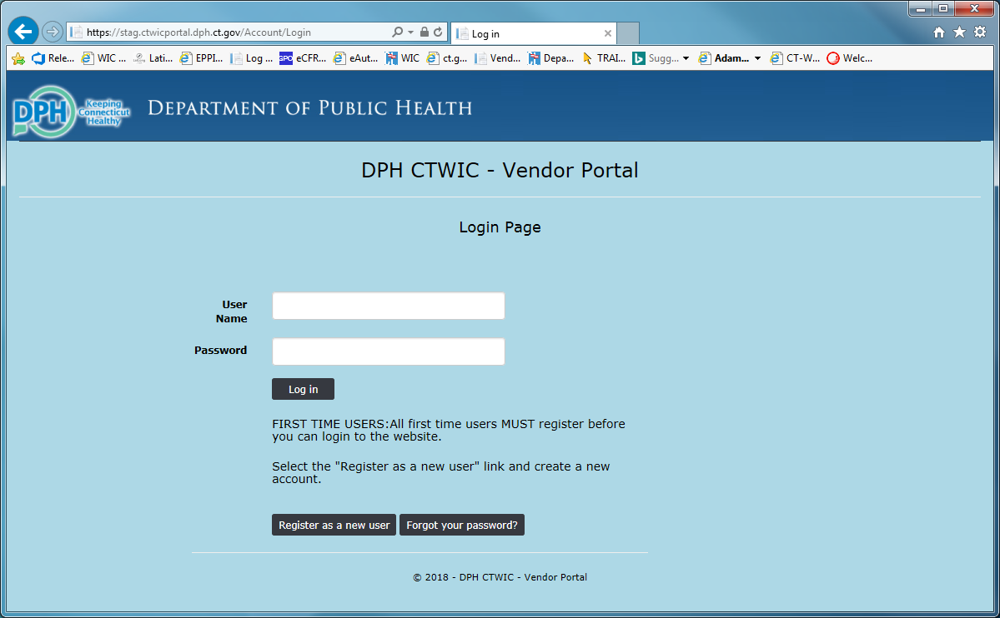 https://stag.ctwicportal.dph.ct.gov/Account/Login
Log in
Rele... WIC ... Lati... EPPI... Log ... GPO eCFR... eAut... WIC ct.g... Vend... Depa... TRAI... Sugg... Adam... CT-W... Welc...
DPH Keeping
Connecticut
Healthy
DEPARTMENT OF PUBLIC HEALTH
DPH CTWIC - Vendor Portal
Login Page
User
Name
Password
Log in
FIRST TIME USERS:All first time users MUST register before
you can login to the website.
Select the "Register as a new user" link and create a new
account.
Register as a new user Forgot your password?
© 2018 - DPH CTWIC - Vendor Portal